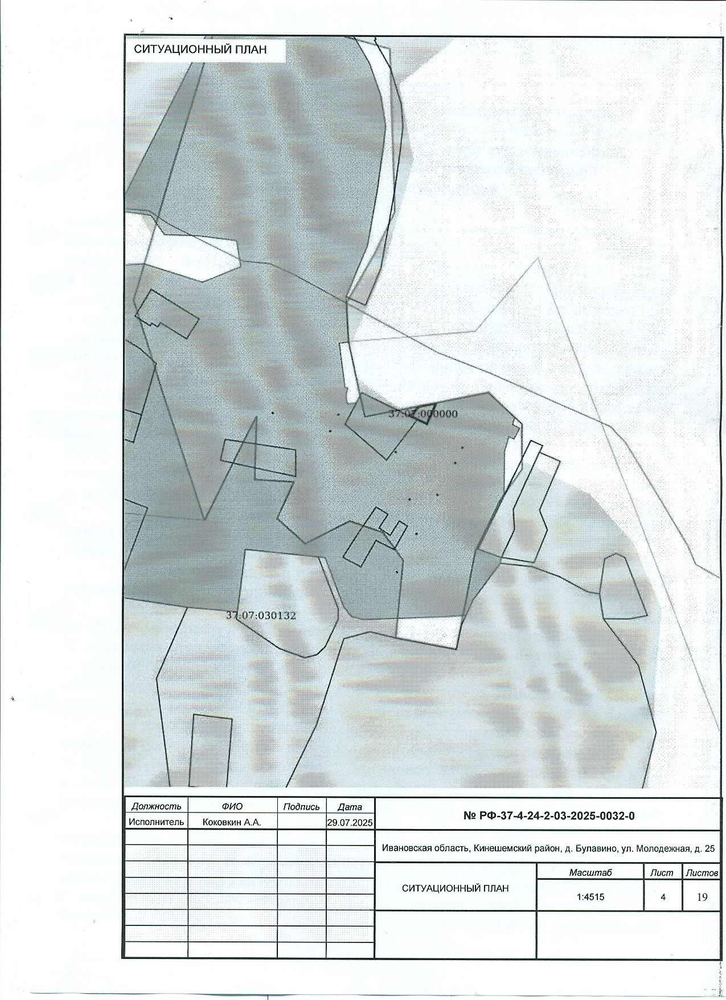 СИТУАЦИОННЫЙ ПЛАН
37:07:000000
37:07:030132
Должность ФИО Подпись Дата
Исполнитель Коковкин А.А. 29.07.2025
№ РФ-37-4-24-2-03-2025-0032-0
Ивановская область, Кинешемский район, д. Булавино, ул. Молодежная, д. 25
СИТУАЦИОННЫЙ ПЛАН
Масштаб Лист Листов
1:4515 4 19